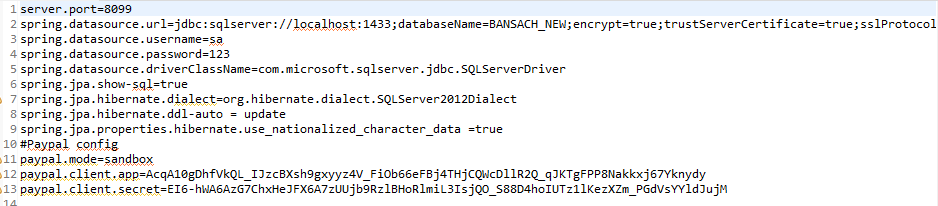 1 server.port=8099
2 spring.datasource.url=jdbc:sqlserver://localhost:1433;databaseName=BANSACH_NEW;encrypt=true;trustServerCertificate=true;sslProtocol
3 spring.datasource.username=sa
4 spring.datasource.password=123
5 spring.datasource.driverClassName=com.microsoft.sqlserver.jdbc.SQLServerDriver
6 spring.jpa.show-sql=true
7 spring.jpa.hibernate.dialect=org.hibernate.dialect.SQLServer2012Dialect
8 spring.jpa.hibernate.ddl-auto = update
9 spring.jpa.properties.hibernate.use_nationalized_character_data =true
10 #Paypal config
11 paypal.mode=sandbox
12 paypal.client.app=AcqA10gDhfVkQL_IJzcBXsh9gxyyz4V_FiOb66eFBj4THjCQWcDllR2Q_qJKTgFPP8Nakkxj67Yknydy
13 paypal.client.secret=EI6-hWA6AzG7ChxHeJFX6A7zUUjb9RzlBHoRlmiL3IsjQO_S88D4hoIUTz1lKezXZm_PGdVsYYldJujM
14